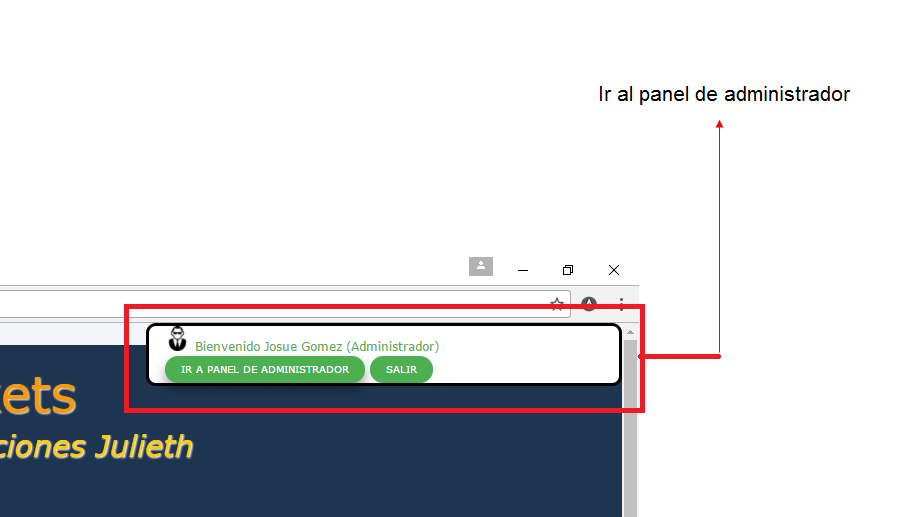 Ir al panel de administrador
Bienvenido Josue Gomez (Administrador)
IR A PANEL DE ADMINISTRADOR SALIR
ets
ciones Julieth